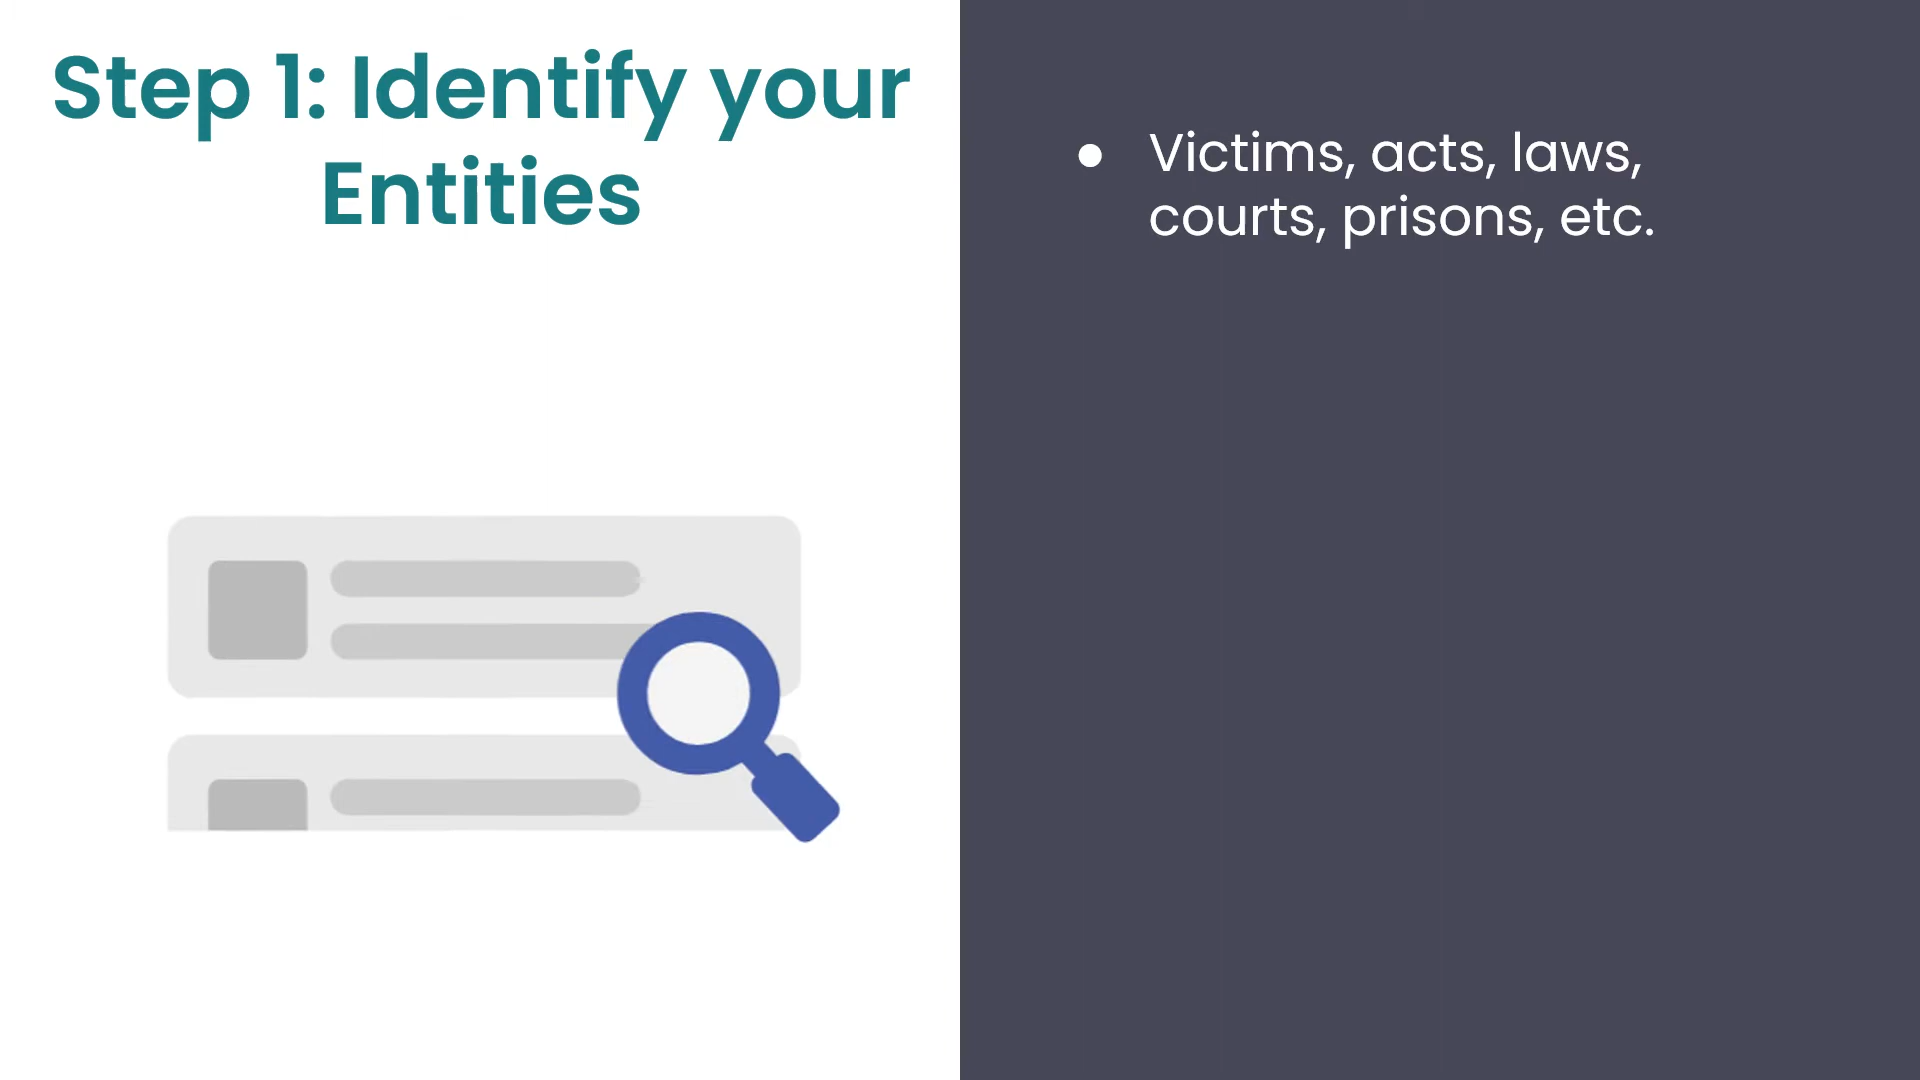 Step 1: Identify your
Entities
● Victims, acts, laws,
courts, prisons, etc.